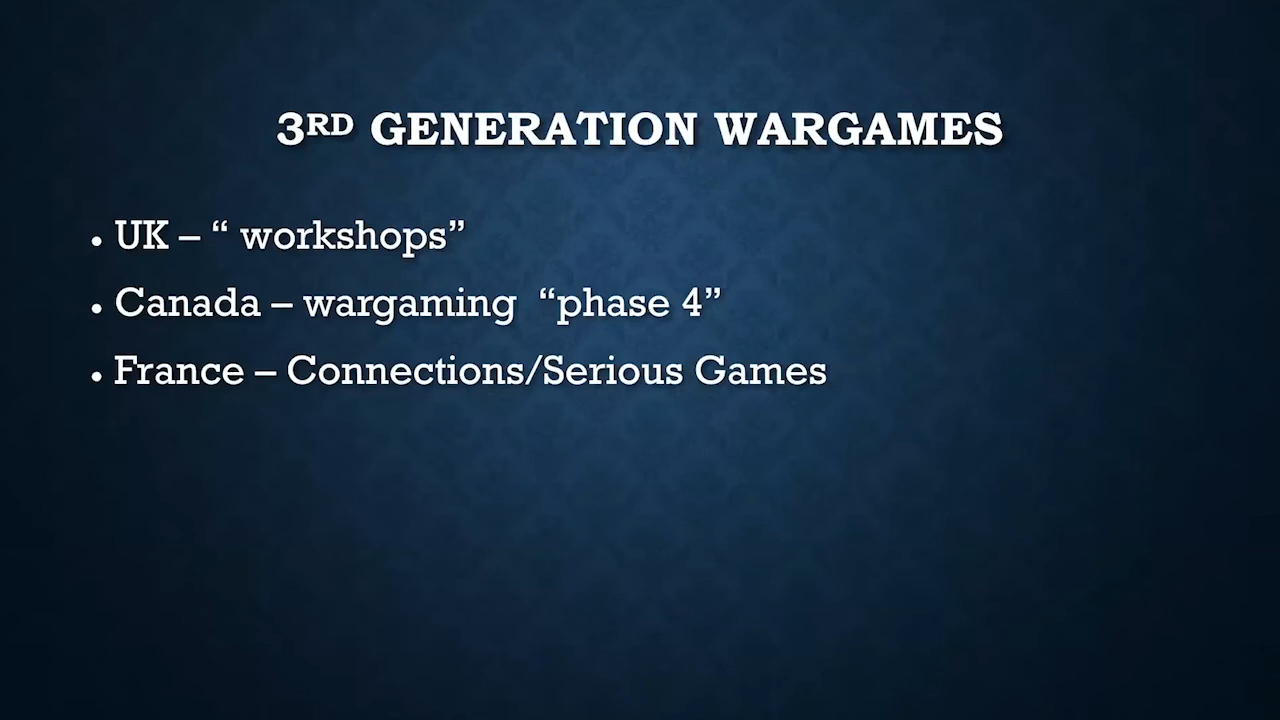 3RD GENERATION WARGAMES
• UK – “ workshops”
• Canada – wargaming  “phase 4”
• France – Connections/Serious Games